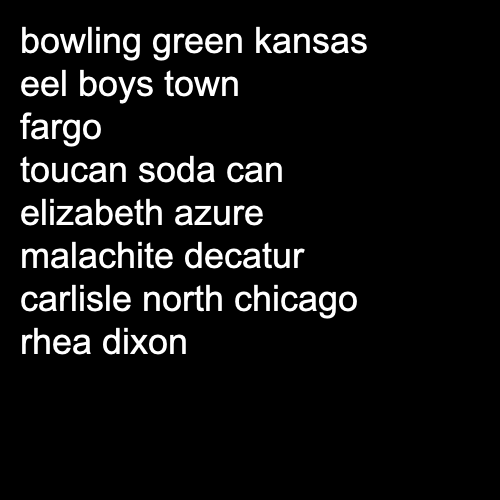 bowling green kansas
eel boys town
fargo
toucan soda can
elizabeth azure
malachite decatur
carlisle north chicago
rhea dixon